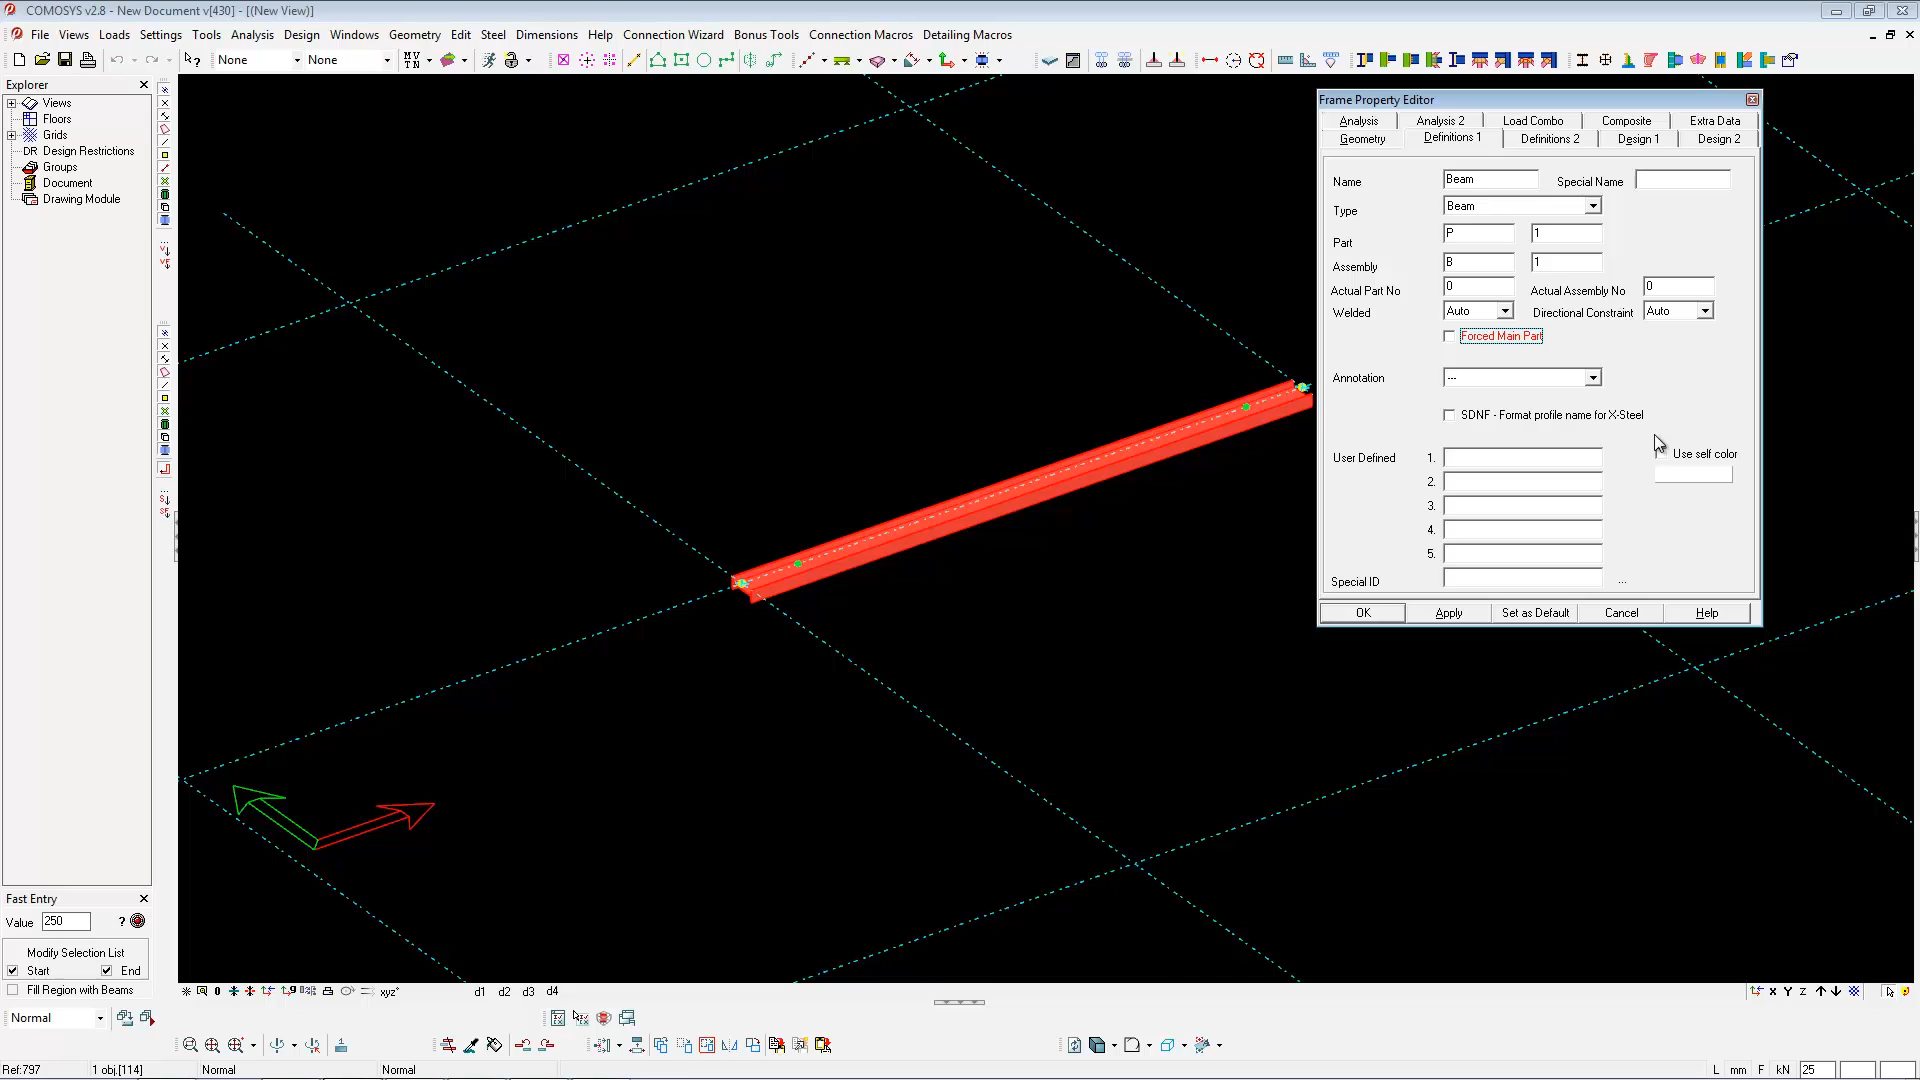 COMOSYS v2.8 - New Document v[430] - [(New View)]
File Views Loads Settings Tools Analysis Design Windows Geometry Edit Steel Dimensions Help Connection Wizard Bonus Tools Connection Macros Detailing Macros
None None MV TN
Explorer
Views
Floors
Grids
DR Design Restrictions
Groups
Document
Drawing Module
Frame Property Editor
Analysis Analysis 2 Load Combo Composite Extra Data
Geometry Definitions 1 Definitions 2 Design 1 Design 2
Name Beam Special Name
Type Beam
Part P 1
Assembly B 1
Actual Part No 0 Actual Assembly No 0
Welded Auto Directional Constraint Auto
Forced Main Part
Annotation ---
SDNF - Format profile name for X-Steel
User Defined 1. Use self color
2.
3.
4.
5.
Special ID ...
OK Apply Set as Default Cancel Help
Fast Entry
Value 250 ?
Modify Selection List
Start End
Fill Region with Beams
Normal
xyz° d1 d2 d3 d4 X Y Z
Ref:797 1 obj.[114] Normal Normal L mm F kN 25